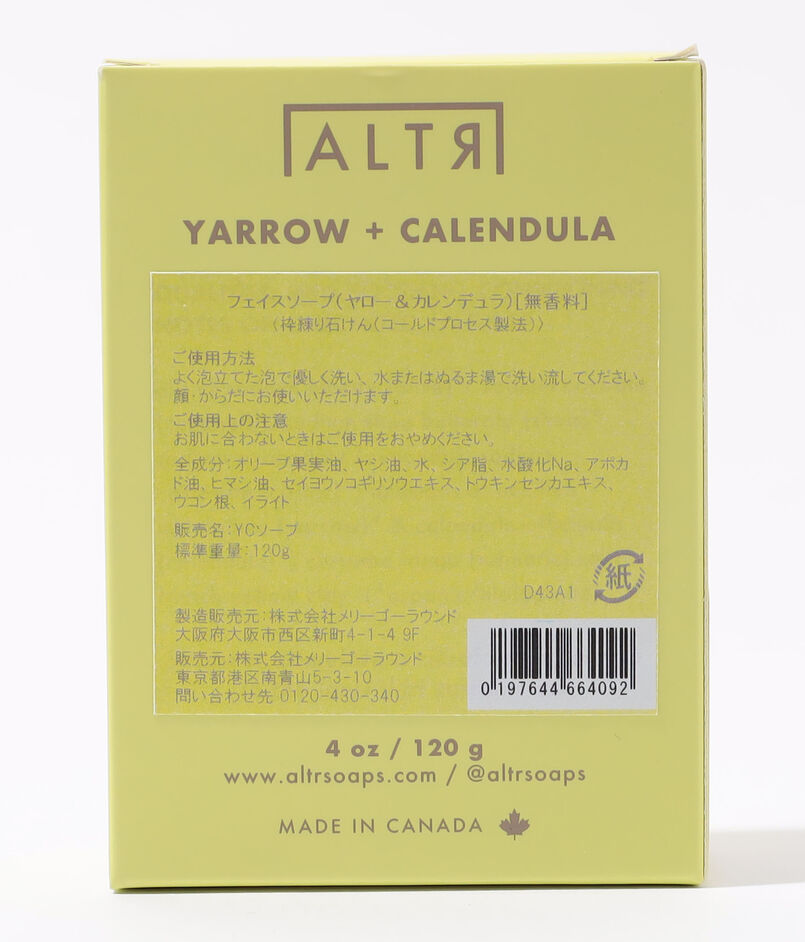 ALTR
YARROW + CALENDULA
フェイスソープ(ヤロー&カレンデュラ)[無香料]
〈枠練り石けん(コールドプロセス製法)〉
ご使用方法
よく泡立てた泡で優しく洗い、水またはぬるま湯で洗い流してください。
顔・からだにお使いいただけます。
ご使用上の注意
お肌に合わないときはご使用をおやめください。
全成分:オリーブ果実油、ヤシ油、水、シア脂、水酸化Na、アボカ
ド油、ヒマシ油、セイヨウノコギリソウエキス、トウキンセンカエキス、
ウコン根、イライト
販売名:YCソープ
標準重量:120g
紙
D43A1
製造販売元:株式会社メリーゴーラウンド
大阪府大阪市西区新町4-1-4 9F
販売元:株式会社メリーゴーラウンド
東京都港区南青山5-3-10
問い合わせ先 0120-430-340
0 197644 664092
4 oz / 120 g
www.altrsoaps.com / @altrsoaps
MADE IN CANADA